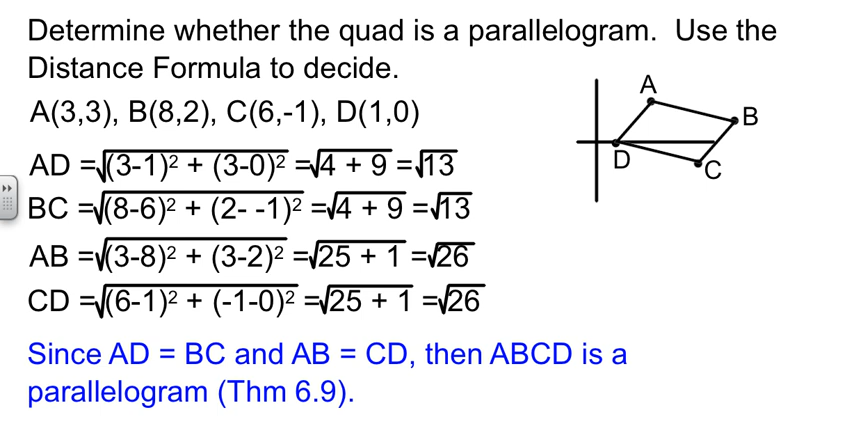 Determine whether the quad is a parallelogram. Use the
Distance Formula to decide.
A(3,3), B(8,2), C(6,-1), D(1,0)
A
B
D
C
AD =√(3-1)² + (3-0)² =√4 + 9 =√13
BC =√(8-6)² + (2- -1)² =√4 + 9 =√13
AB =√(3-8)² + (3-2)² =√25 + 1 =√26
CD =√(6-1)² + (-1-0)² =√25 + 1 =√26
Since AD = BC and AB = CD, then ABCD is a
parallelogram (Thm 6.9).